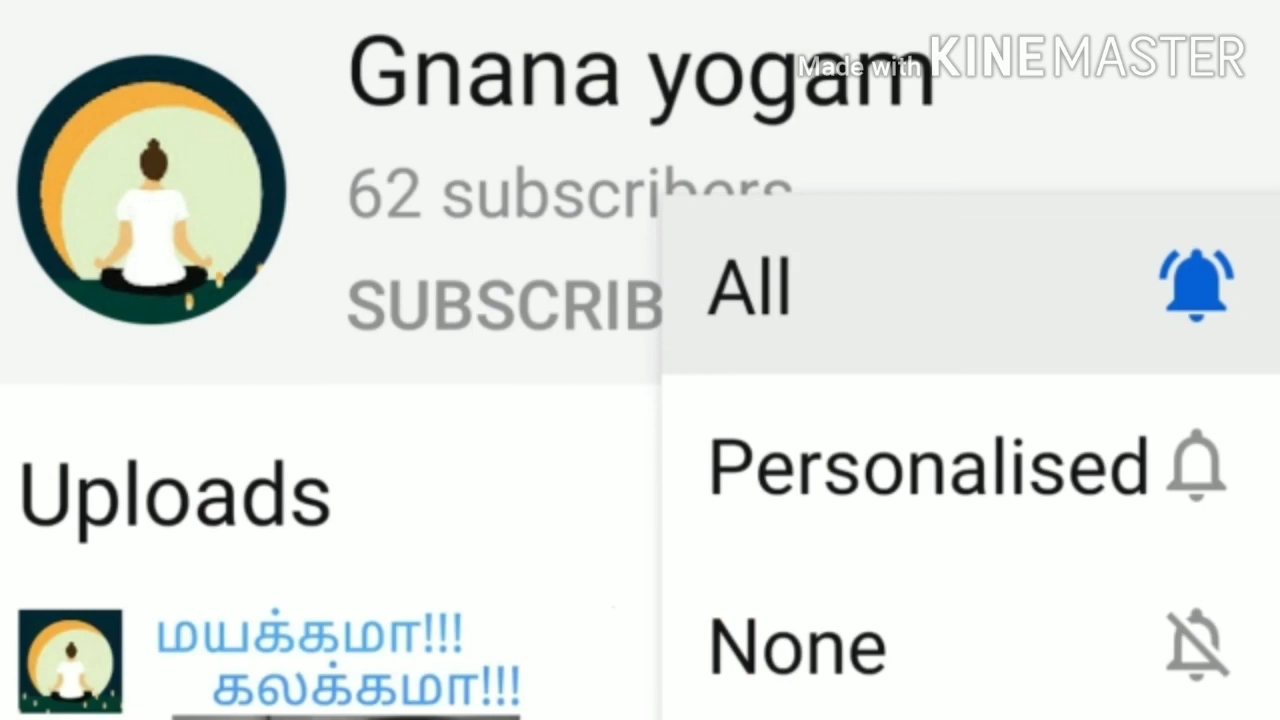 Gnana yogam
Made with KINEMASTER
62 subscribers
SUBSCRIB
All
Personalised
None
Uploads
மயக்கமா!!!
கலக்கமா!!!